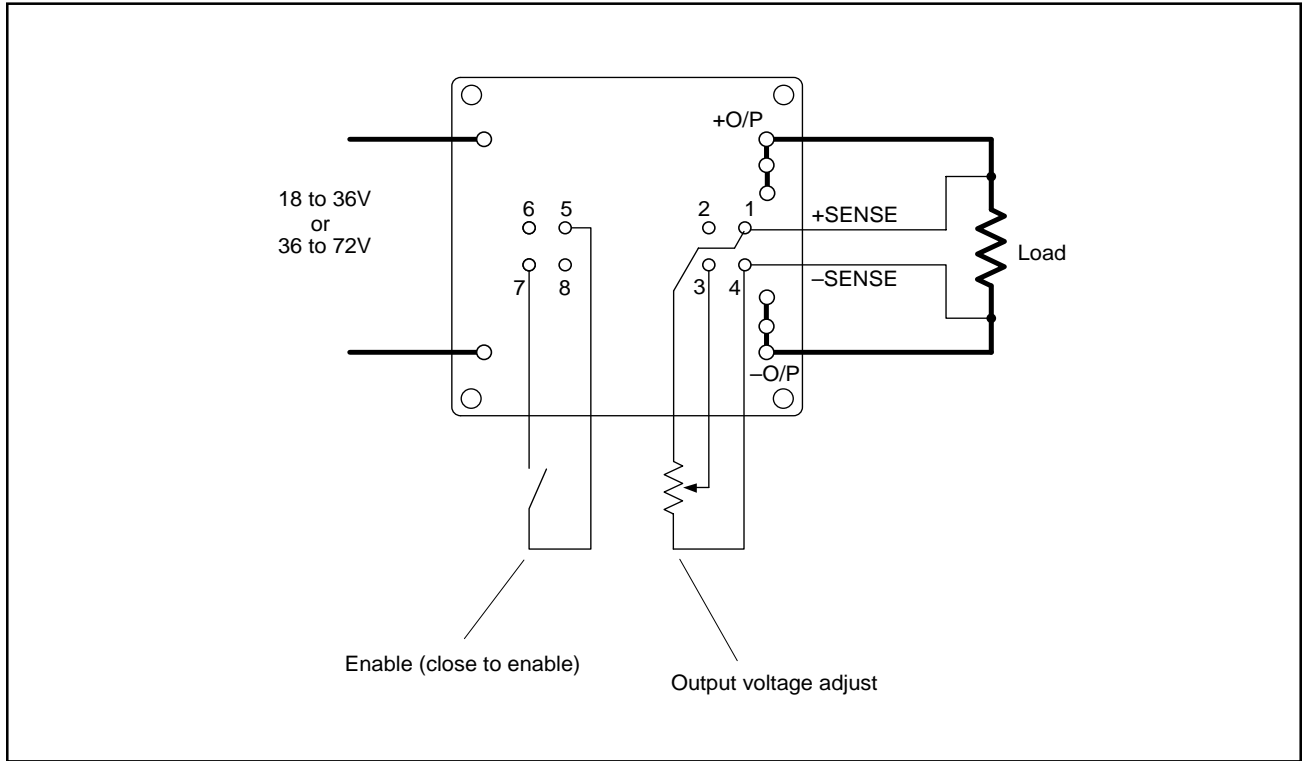 +O/P
18 to 36V
or
36 to 72V
6 5
2 1
+SENSE
Load
7 8
3 4
–SENSE
–O/P
Enable (close to enable)
Output voltage adjust